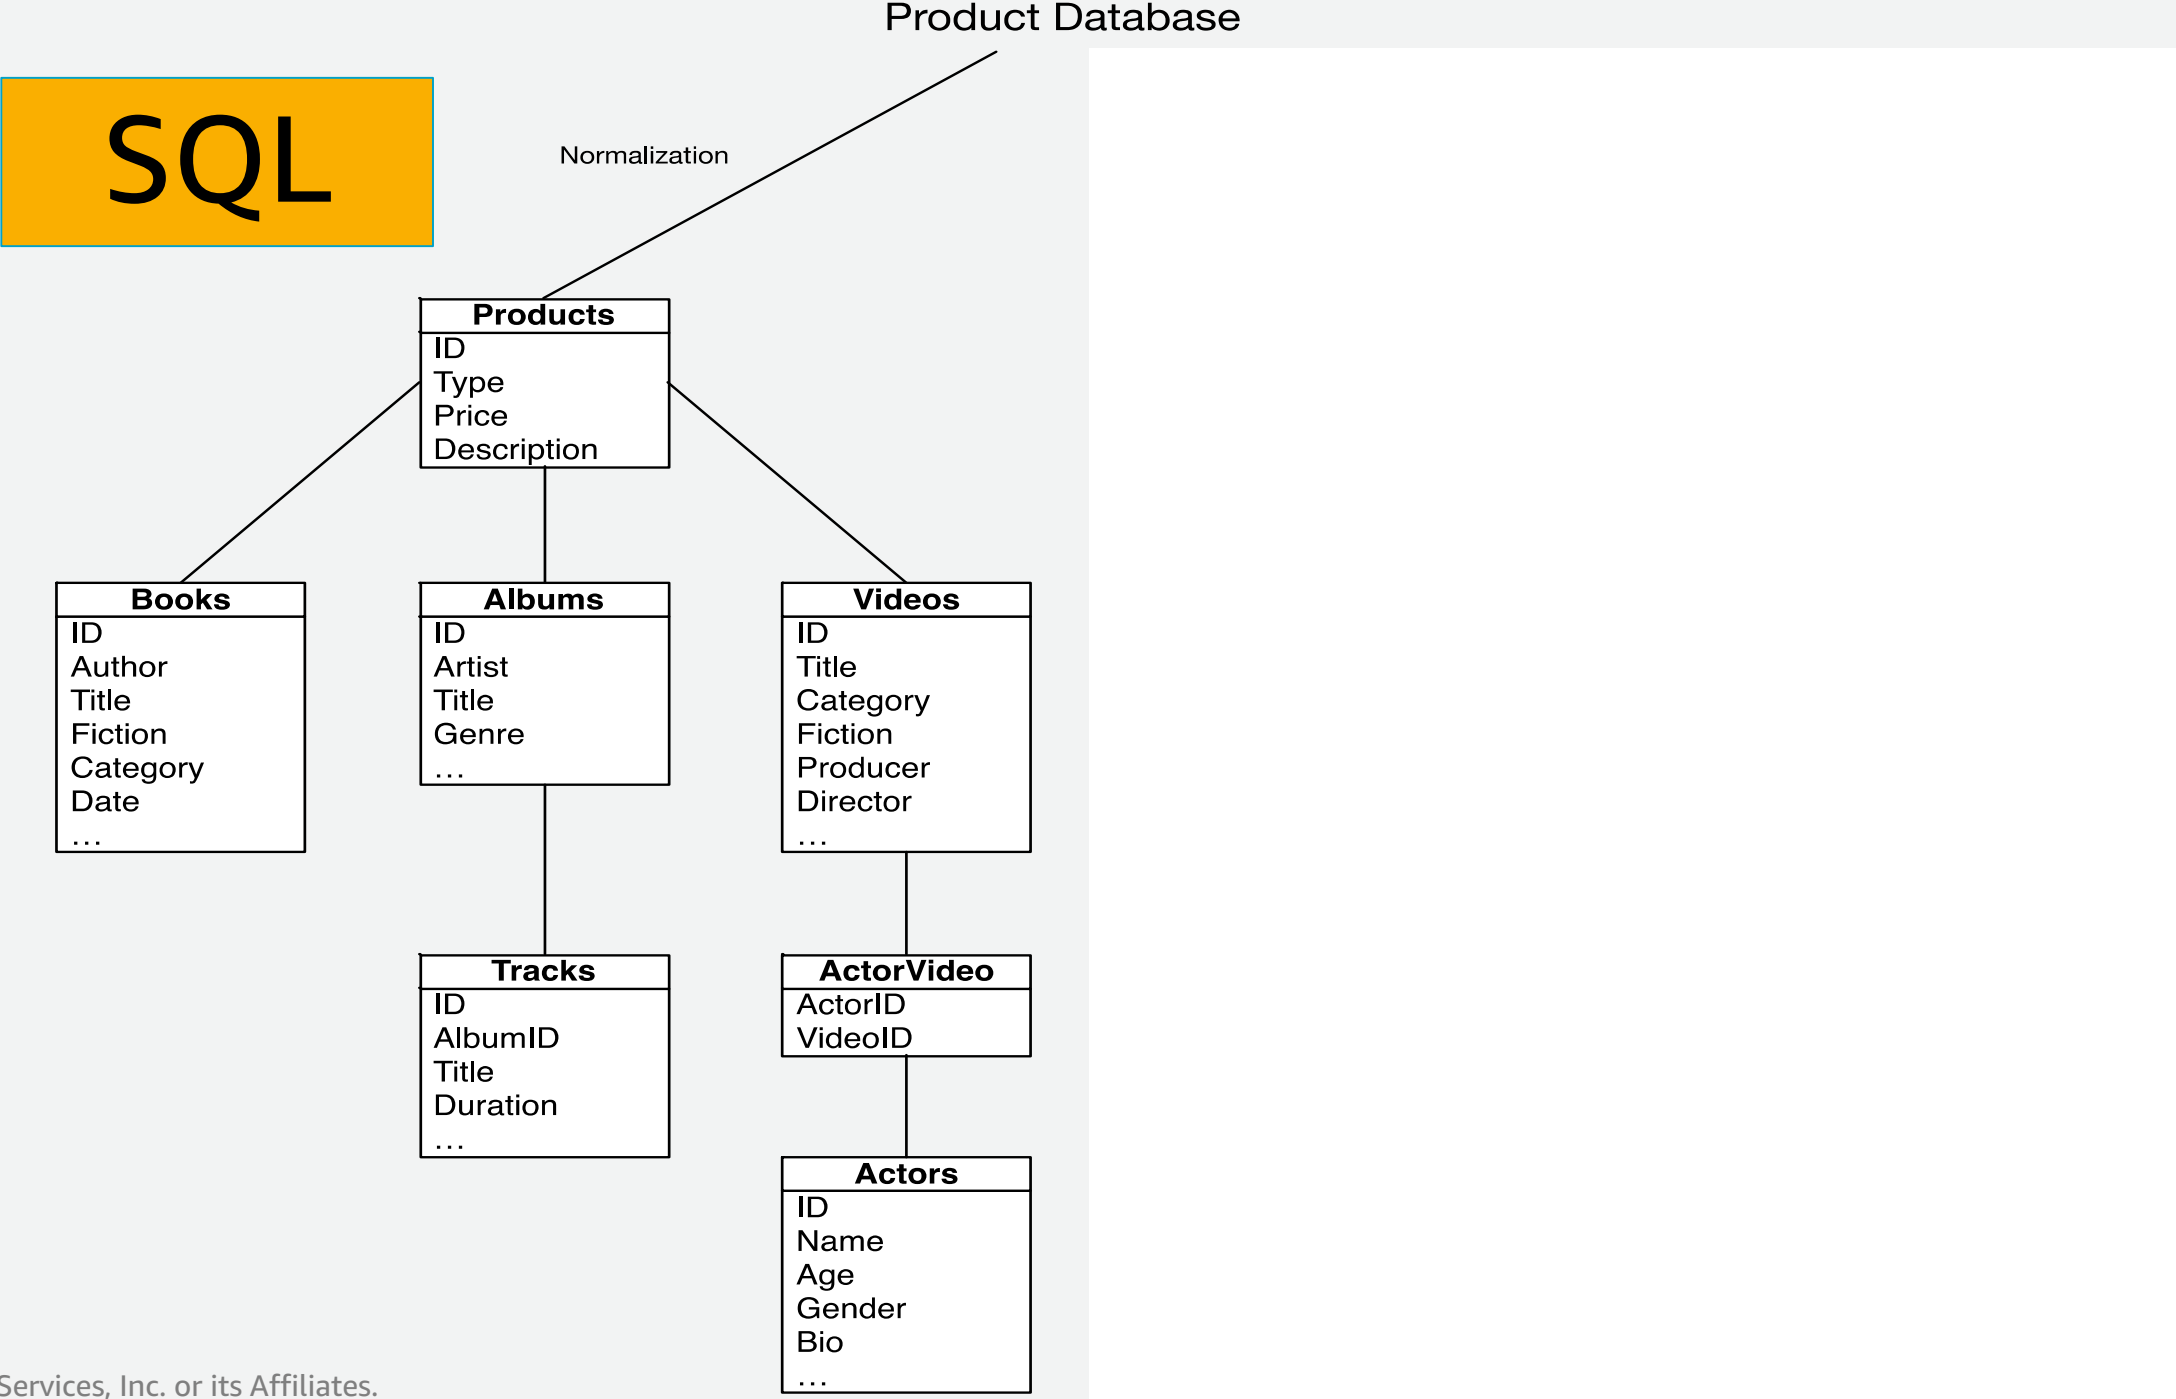 Product Database
SQL
Normalization
Products
ID
Type
Price
Description
Books
ID
Author
Title
Fiction
Category
Date
...
Albums
ID
Artist
Title
Genre
...
Videos
ID
Title
Category
Fiction
Producer
Director
...
Tracks
ID
AlbumID
Title
Duration
...
ActorVideo
ActorID
VideoID
Actors
ID
Name
Age
Gender
Bio
...
Services, Inc. or its Affiliates.